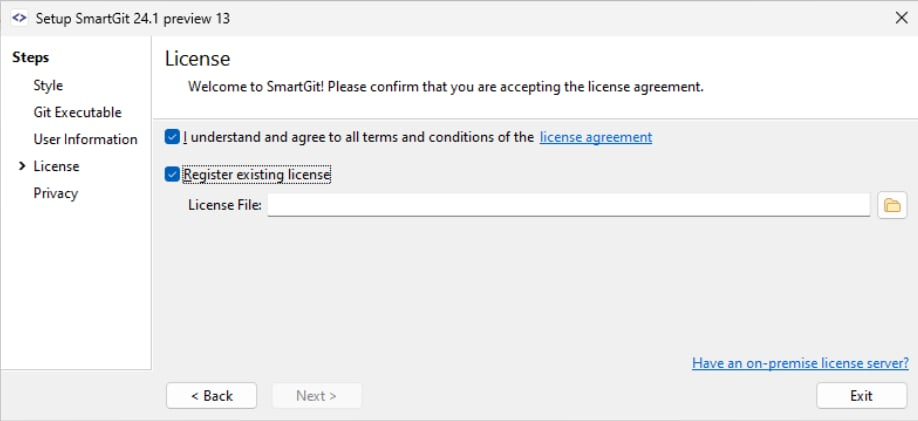 Setup SmartGit 24.1 preview 13
Steps
Style
Git Executable
User Information
License
Privacy
License
Welcome to SmartGit! Please confirm that you are accepting the license agreement.
I understand and agree to all terms and conditions of the license agreement
Register existing license
License File:
Have an on-premise license server?
< Back
Next >
Exit